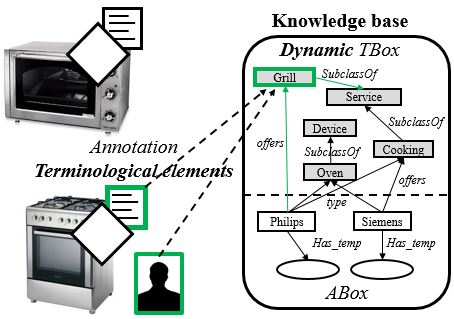 Knowledge base
Dynamic TBox
Grill
SubclassOf
Service
Device
SubclassOf
offers
SubclassOf
Cooking
Annotation
Terminological elements
Oven
type
offers
Philips
Siemens
Has_temp
Has_temp
ABox